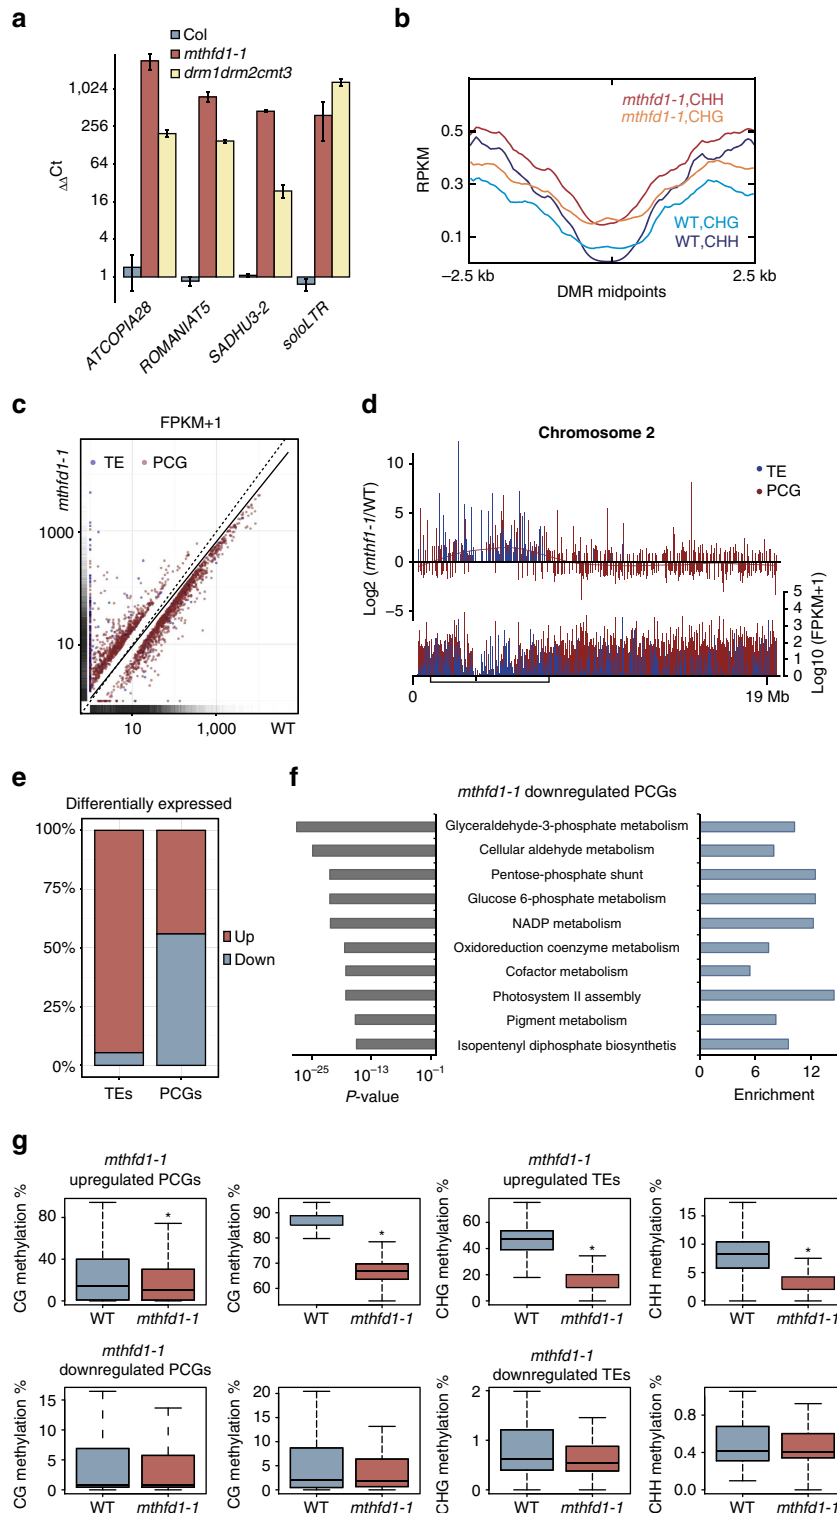 a
Col
mthfd1-1
drm1drm2cmt3
ΔΔCt
1,024
256
64
16
4
1
ATCOPIA28
ROMANIAT5
SADHU3-2
soloLTR
b
RPKM
0.5
0.3
0.1
mthfd1-1,CHH
mthfd1-1,CHG
WT,CHG
WT,CHH
−2.5 kb
2.5 kb
DMR midpoints
c
FPKM+1
mthfd1-1
TE
PCG
1000
10
10
1,000
WT
d
Chromosome 2
TE
PCG
Log2 (mthf1-1/WT)
10
5
0
−5
5
4
3
2
1
0
Log10 (FPKM+1)
0
19 Mb
e
Differentially expressed
100%
75%
50%
25%
0%
Up
Down
TEs
PCGs
f
mthfd1-1 downregulated PCGs
Glyceraldehyde-3-phosphate metabolism
Cellular aldehyde metabolism
Pentose-phosphate shunt
Glucose 6-phosphate metabolism
NADP metabolism
Oxidoreduction coenzyme metabolism
Cofactor metabolism
Photosystem II assembly
Pigment metabolism
Isopentenyl diphosphate biosynthetis
10−25
10−13
10−1
P-value
0
6
12
Enrichment
g
mthfd1-1
upregulated PCGs
mthfd1-1
upregulated TEs
CG methylation %
80
40
0
*
WT
mthfd1-1
CG methylation %
90
80
70
60
*
WT
mthfd1-1
CHG methylation %
60
40
20
0
*
WT
mthfd1-1
CHH methylation %
15
10
5
0
*
WT
mthfd1-1
mthfd1-1
downregulated PCGs
mthfd1-1
downregulated TEs
CG methylation %
15
10
5
0
WT
mthfd1-1
CG methylation %
20
15
10
5
0
WT
mthfd1-1
CHG methylation %
2
1
0
WT
mthfd1-1
CHH methylation %
0.8
0.4
0.0
WT
mthfd1-1